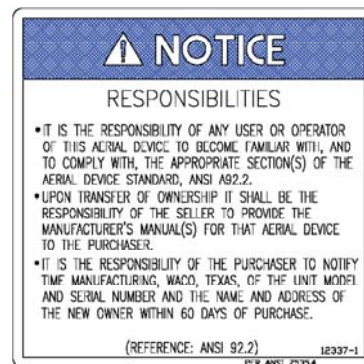 NOTICE
RESPONSIBILITIES
• IT IS THE RESPONSIBILITY OF ANY USER OR OPERATOR
OF THIS AERIAL DEVICE TO BECOME FAMILIAR WITH, AND
TO COMPLY WITH, THE APPROPRIATE SECTION(S) OF THE
AERIAL DEVICE STANDARD, ANSI A92.2.
• UPON TRANSFER OF OWNERSHIP IT SHALL BE THE
RESPONSIBILITY OF THE SELLER TO PROVIDE THE
MANUFACTURER'S MANUAL(S) FOR THAT AERIAL DEVICE
TO THE PURCHASER.
• IT IS THE RESPONSIBILITY OF THE PURCHASER TO NOTIFY
TIME MANUFACTURING, WACO, TEXAS, OF THE UNIT MODEL
AND SERIAL NUMBER AND THE NAME AND ADDRESS OF
THE NEW OWNER WITHIN 60 DAYS OF PURCHASE.
(REFERENCE: ANSI 92.2) 12337-1
PER ANSI